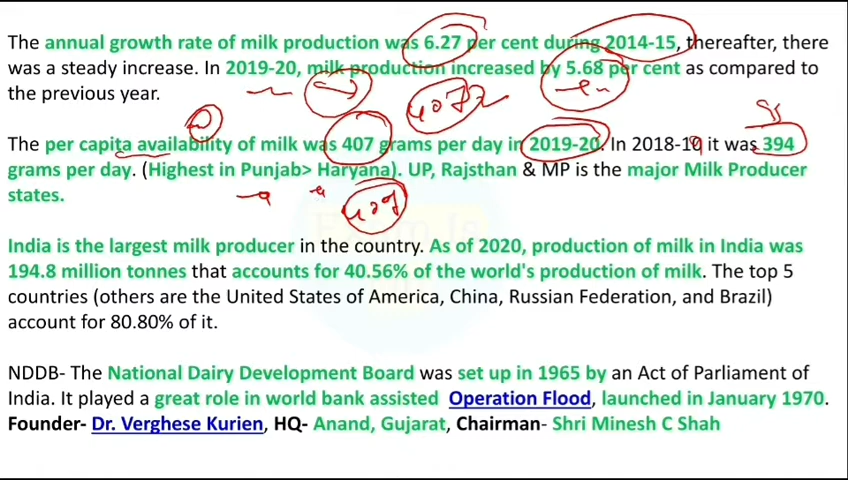 The annual growth rate of milk production was 6.27 per cent during 2014-15, thereafter, there
was a steady increase. In 2019-20, milk production increased by 5.68 per cent as compared to
the previous year.
The per capita availability of milk was 407 grams per day in 2019-20. In 2018-19 it was 394
grams per day. (Highest in Punjab> Haryana). UP, Rajsthan & MP is the major Milk Producer
states.
India is the largest milk producer in the country. As of 2020, production of milk in India was
194.8 million tonnes that accounts for 40.56% of the world's production of milk. The top 5
countries (others are the United States of America, China, Russian Federation, and Brazil)
account for 80.80% of it.
NDDB- The National Dairy Development Board was set up in 1965 by an Act of Parliament of
India. It played a great role in world bank assisted Operation Flood, launched in January 1970.
Founder- Dr. Verghese Kurien, HQ- Anand, Gujarat, Chairman- Shri Minesh C Shah